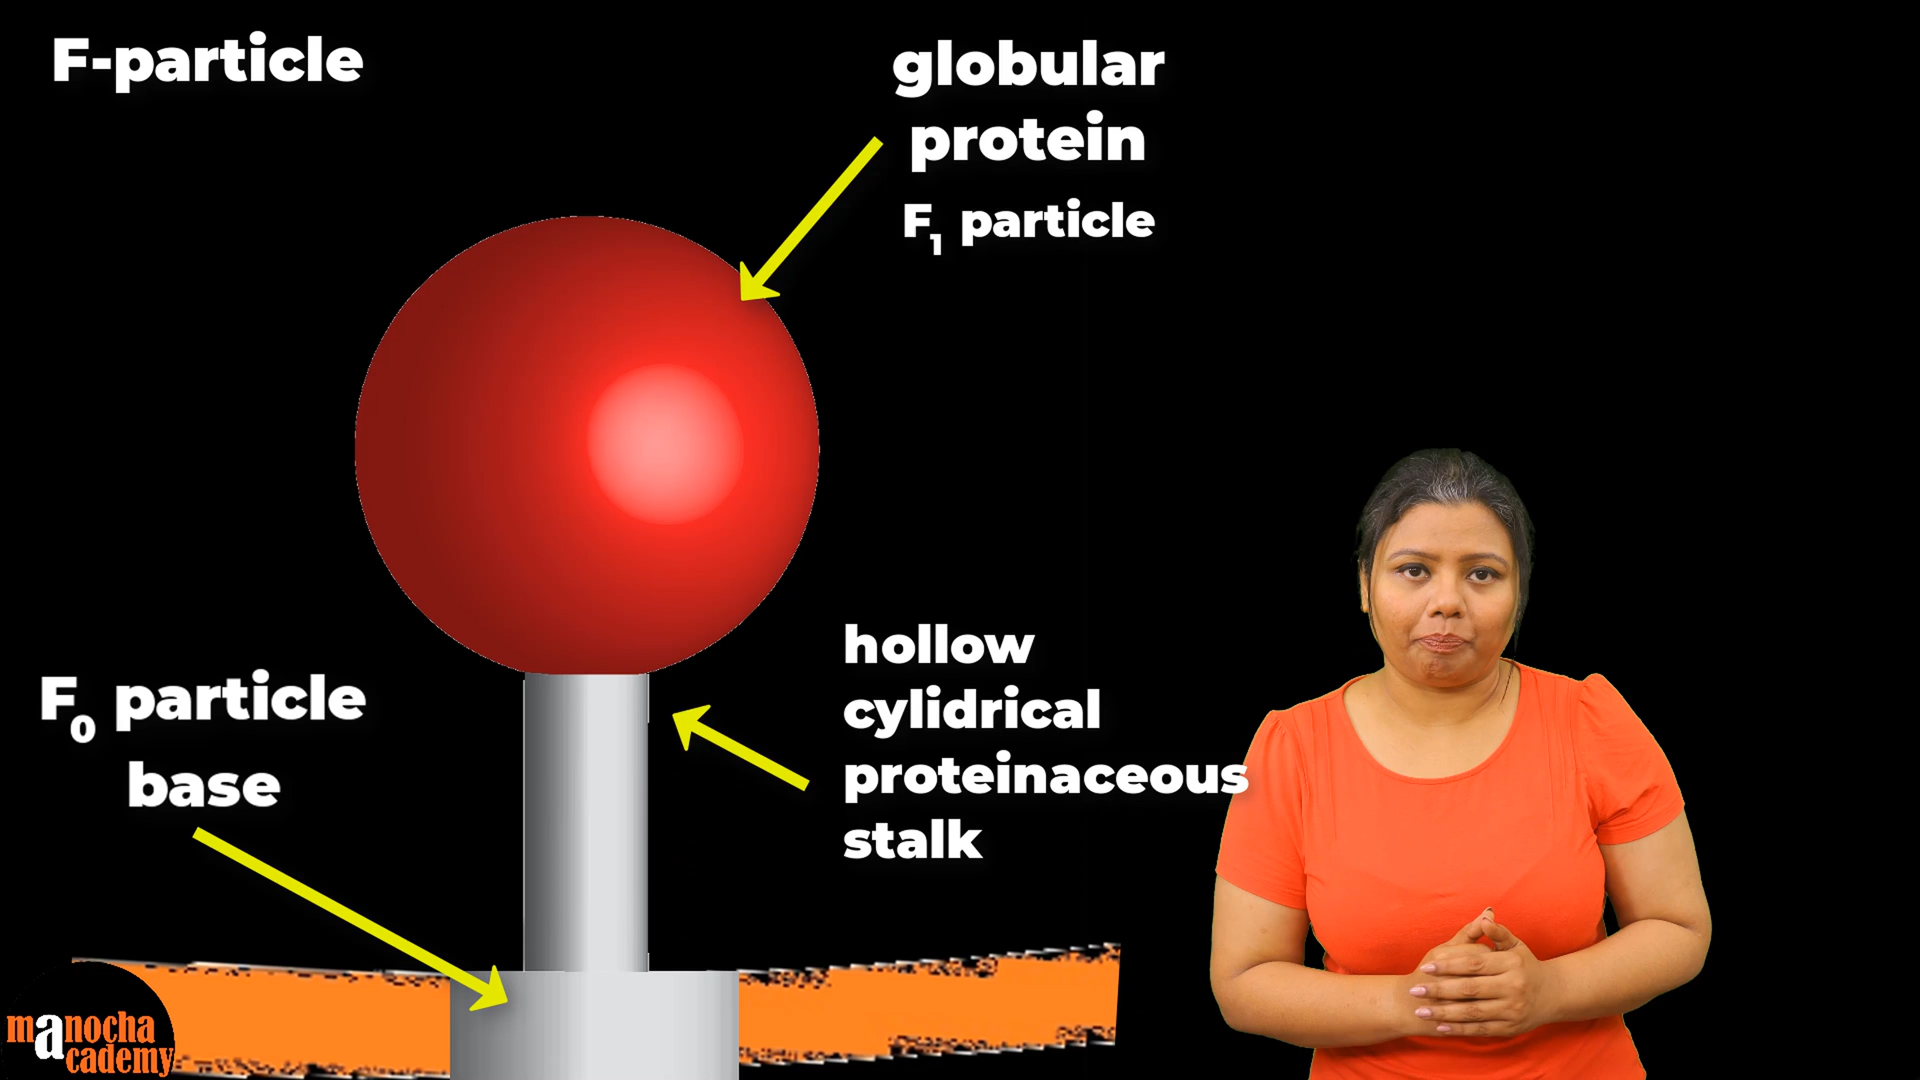 F-particle
globular
protein
F₁ particle
F₀ particle
base
hollow
cylidrical
proteinaceous
stalk
manocha
academy